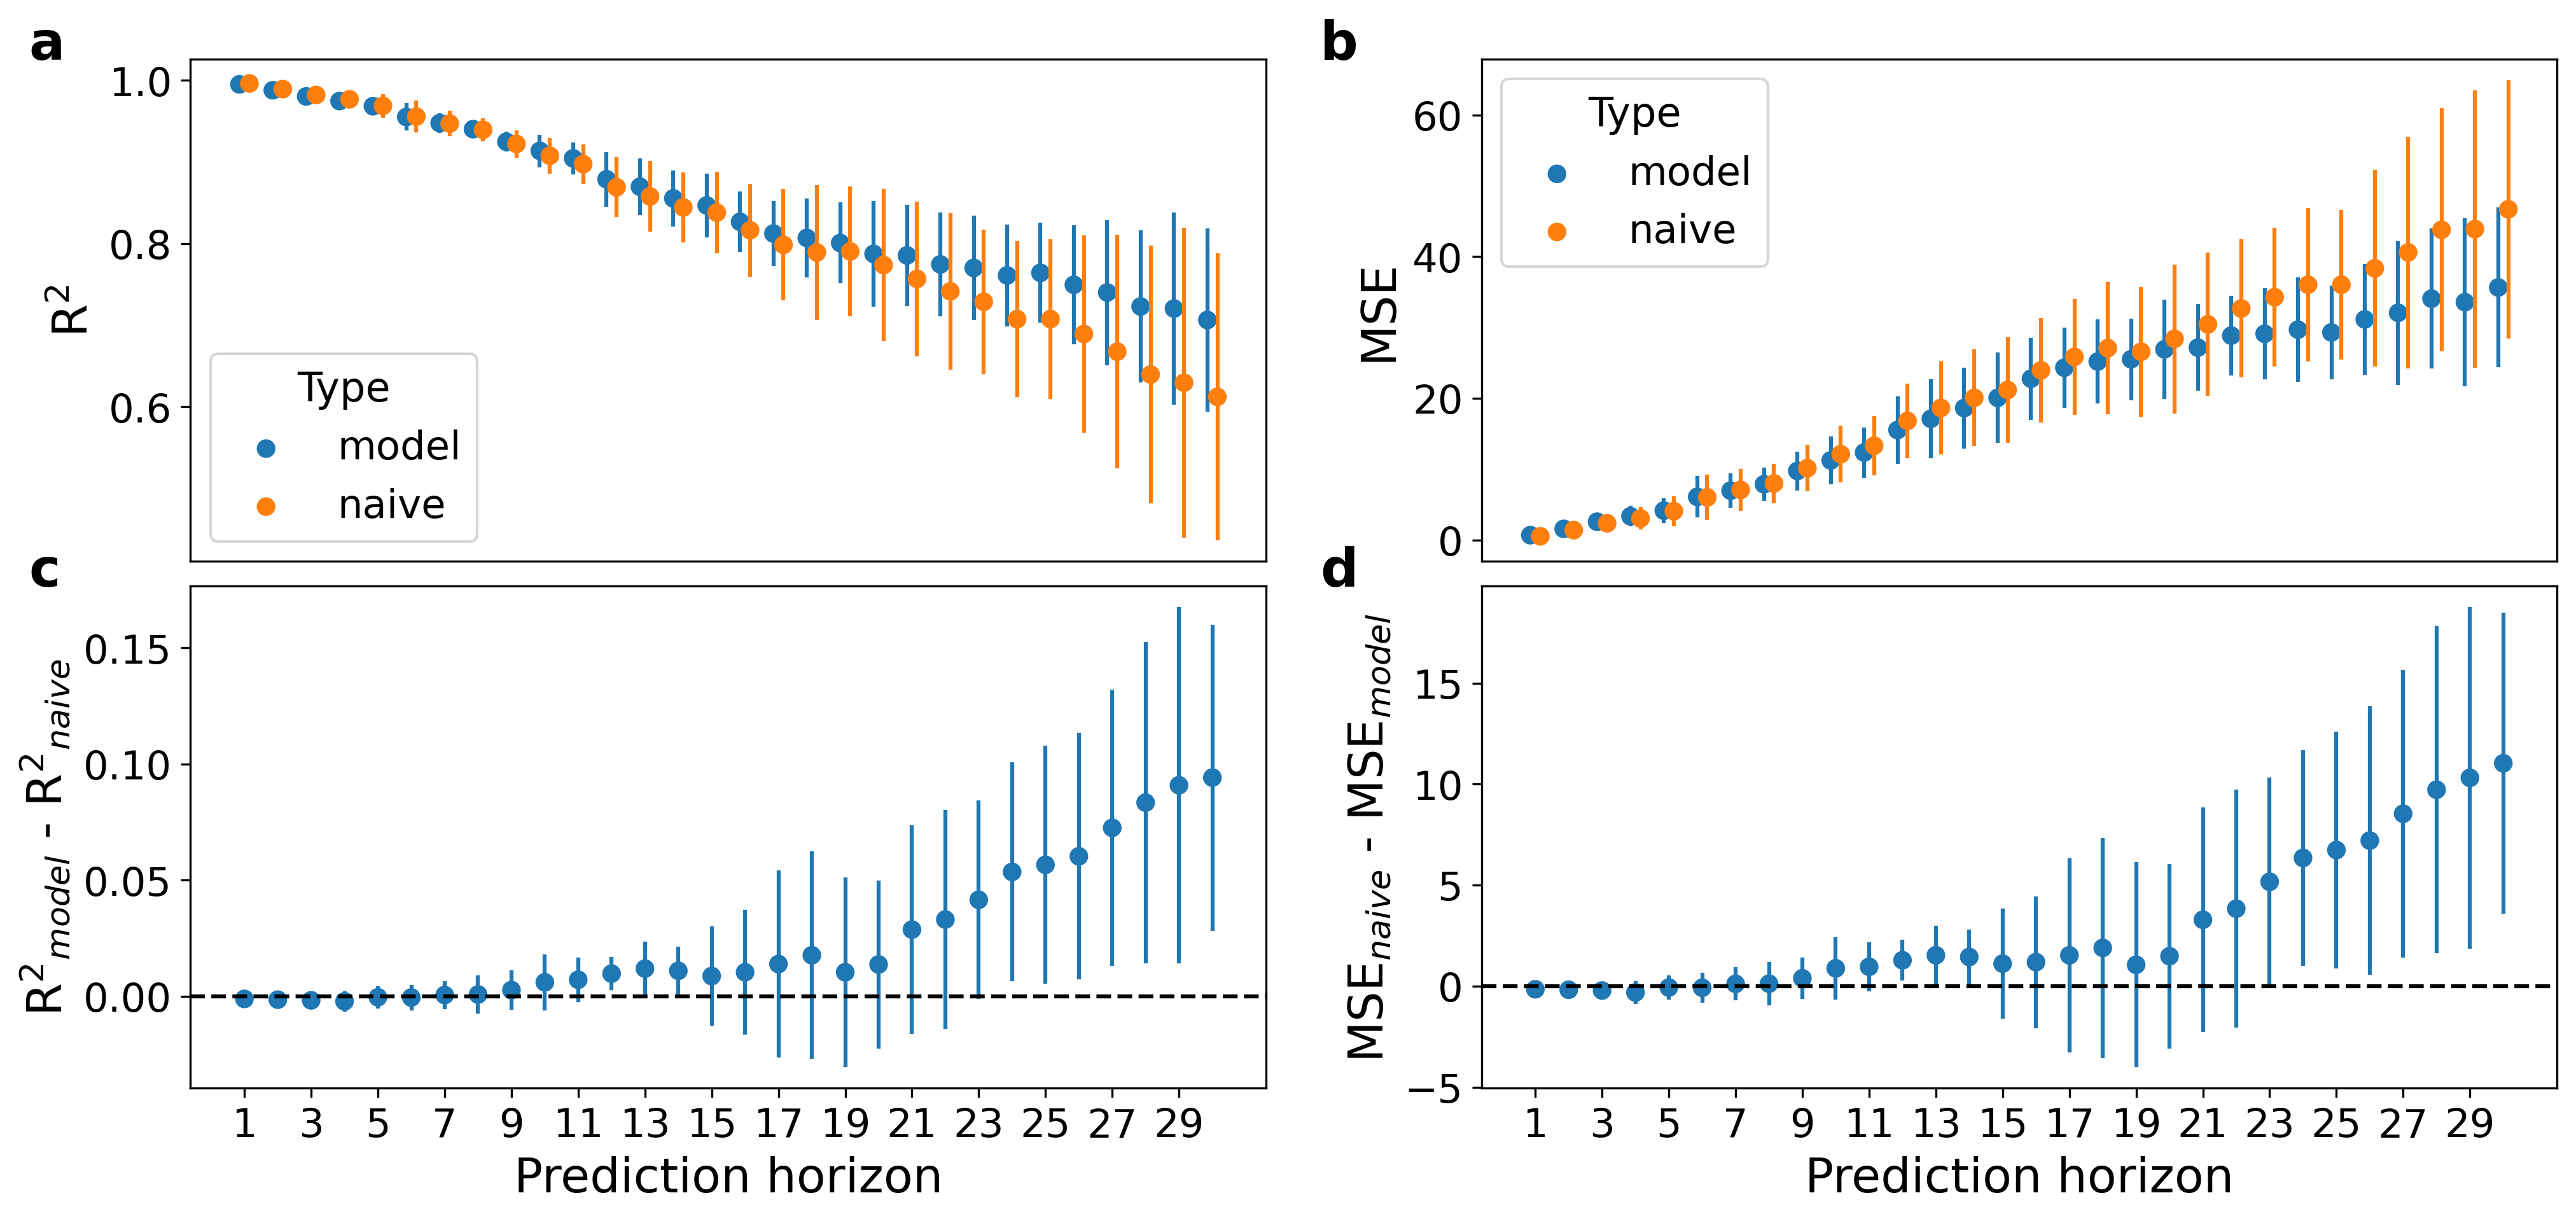 a
1.0
0.8
0.6
R²
Type
model
naive
b
60
40
20
0
MSE
Type
model
naive
c
0.15
0.10
0.05
0.00
R²model - R²naive
1 3 5 7 9 11 13 15 17 19 21 23 25 27 29
Prediction horizon
d
15
10
5
0
−5
MSEnaive - MSEmodel
1 3 5 7 9 11 13 15 17 19 21 23 25 27 29
Prediction horizon